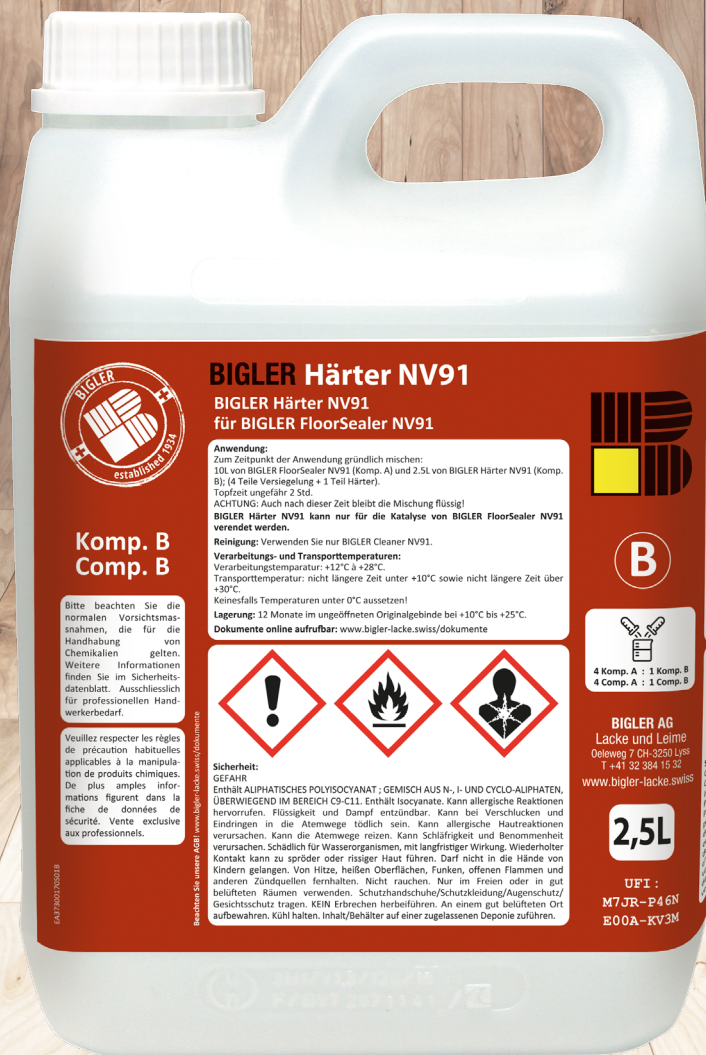 BIGLER
established 1934
BIGLER Härter NV91
BIGLER Härter NV91
für BIGLER FloorSealer NV91
Anwendung:
Zum Zeitpunkt der Anwendung gründlich mischen:
10L von BIGLER FloorSealer NV91 (Komp. A) und 2.5L von BIGLER Härter NV91 (Komp.
B); (4 Teile Versiegelung + 1 Teil Härter).
Topfzeit ungefähr 2 Std.
ACHTUNG: Auch nach dieser Zeit bleibt die Mischung flüssig!
BIGLER Härter NV91 kann nur für die Katalyse von BIGLER FloorSealer NV91
verendet werden.
Reinigung: Verwenden Sie nur BIGLER Cleaner NV91.
Verarbeitungs- und Transporttemperaturen:
Verarbeitungstemparatur: +12°C à +28°C.
Transporttemperatur: nicht längere Zeit unter +10°C sowie nicht längere Zeit über
+30°C.
Keinesfalls Temperaturen unter 0°C aussetzen!
Lagerung: 12 Monate im ungeöffneten Originalgebinde bei +10°C bis +25°C.
Dokumente online aufrufbar: www.bigler-lacke.swiss/dokumente
Komp. B
Comp. B
Bitte beachten Sie die
normalen Vorsichtsmas-
snahmen, die für die
Handhabung von
Chemikalien gelten.
Weitere Informationen
finden Sie im Sicherheits-
datenblatt. Ausschliesslich
für professionellen Hand-
werkerbedarf.
Veuillez respecter les règles
de précaution habituelles
applicables à la manipula-
tion de produits chimiques.
De plus amples infor-
mations figurent dans la
fiche de données de
sécurité. Vente exclusive
aux professionnels.
EA3730017050018
Beachten Sie unsere AGB! www.bigler-lacke.swiss/dokumente
Sicherheit:
GEFAHR
Enthält ALIPHATISCHES POLYISOCYANAT ; GEMISCH AUS N-, I- UND CYCLO-ALIPHATEN,
ÜBERWIEGEND IM BEREICH C9-C11. Enthält Isocyanate. Kann allergische Reaktionen
hervorrufen. Flüssigkeit und Dampf entzündbar. Kann bei Verschlucken und
Eindringen in die Atemwege tödlich sein. Kann allergische Hautreaktionen
verursachen. Kann die Atemwege reizen. Kann Schläfrigkeit und Benommenheit
verursachen. Schädlich für Wasserorganismen, mit langfristiger Wirkung. Wiederholter
Kontakt kann zu spröder oder rissiger Haut führen. Darf nicht in die Hände von
Kindern gelangen. Von Hitze, heißen Oberflächen, Funken, offenen Flammen und
anderen Zündquellen fernhalten. Nicht rauchen. Nur im Freien oder in gut
belüfteten Räumen verwenden. Schutzhandschuhe/Schutzkleidung/Augenschutz/
Gesichtsschutz tragen. KEIN Erbrechen herbeiführen. An einem gut belüfteten Ort
aufbewahren. Kühl halten. Inhalt/Behälter auf einer zugelassenen Deponie zuführen.
B
4 Komp. A : 1 Komp. B
4 Comp. A : 1 Comp. B
BIGLER AG
Lacke und Leime
Oeleweg 7 CH-3250 Lyss
T +41 32 384 15 32
www.bigler-lacke.swiss
2,5L
UFI :
M7JR-P46N
E00A-KV3M